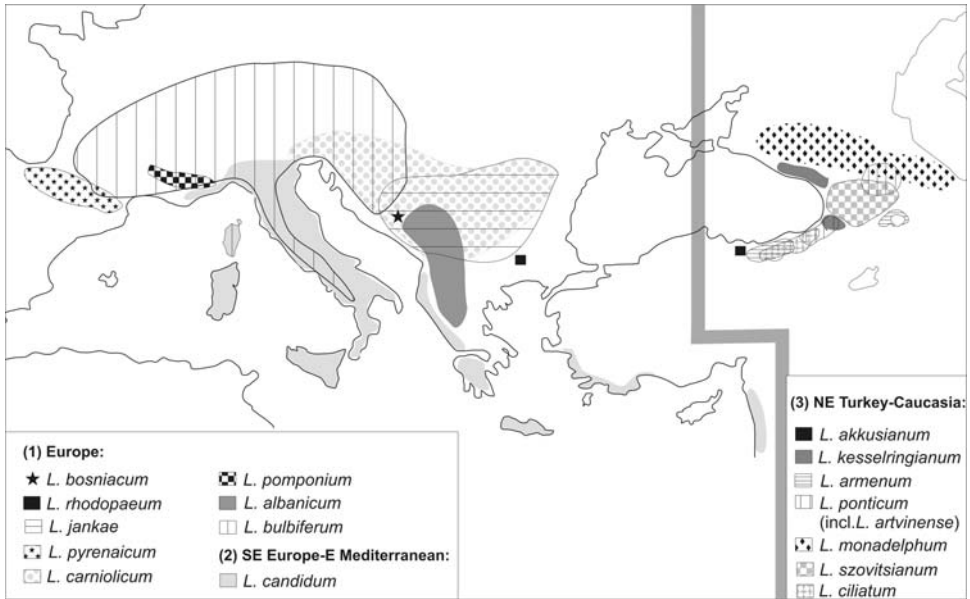 (1) Europe:
L. bosniacum
L. rhodopaeum
L. jankae
L. pyrenaicum
L. carniolicum
L. pomponium
L. albanicum
L. bulbiferum
(2) SE Europe-E Mediterranean:
L. candidum
(3) NE Turkey-Caucasia:
L. akkusianum
L. kesselringianum
L. armenum
L. ponticum
(incl.L. artvinense)
L. monadelphum
L. szovitsianum
L. ciliatum